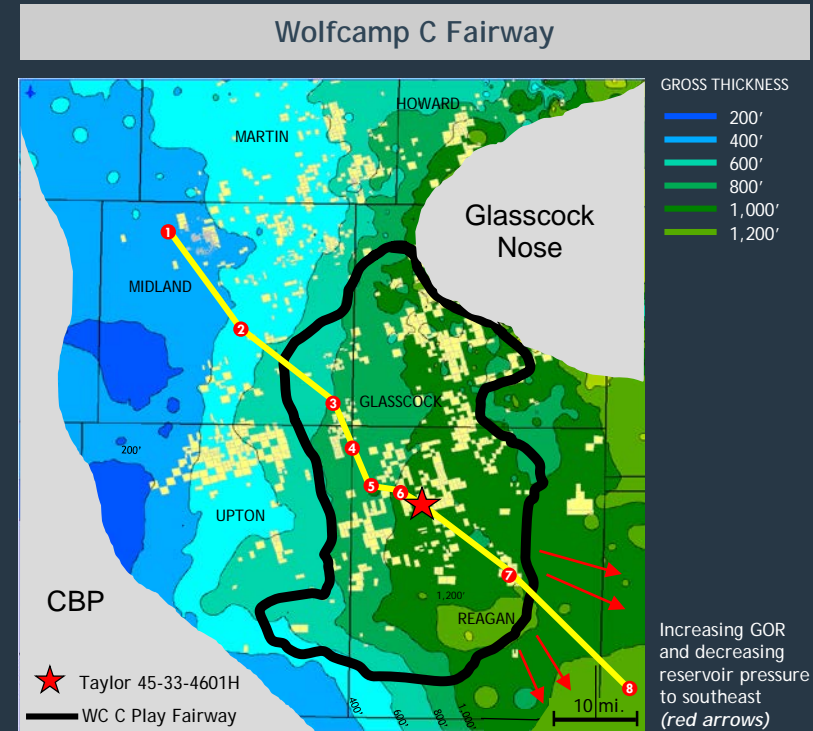 Wolfcamp C Fairway
GROSS THICKNESS
200’
400’
600’
800’
1,000’
1,200’
HOWARD
MARTIN
Glasscock
Nose
1
MIDLAND
2
3
GLASSCOCK
4
200’
5
6
UPTON
7
1,200’
CBP
REAGAN
Increasing GOR
and decreasing
reservoir pressure
to southeast
(red arrows)
8
Taylor 45-33-4601H
WC C Play Fairway
400’
600’
800’
1,000’
10 mi.